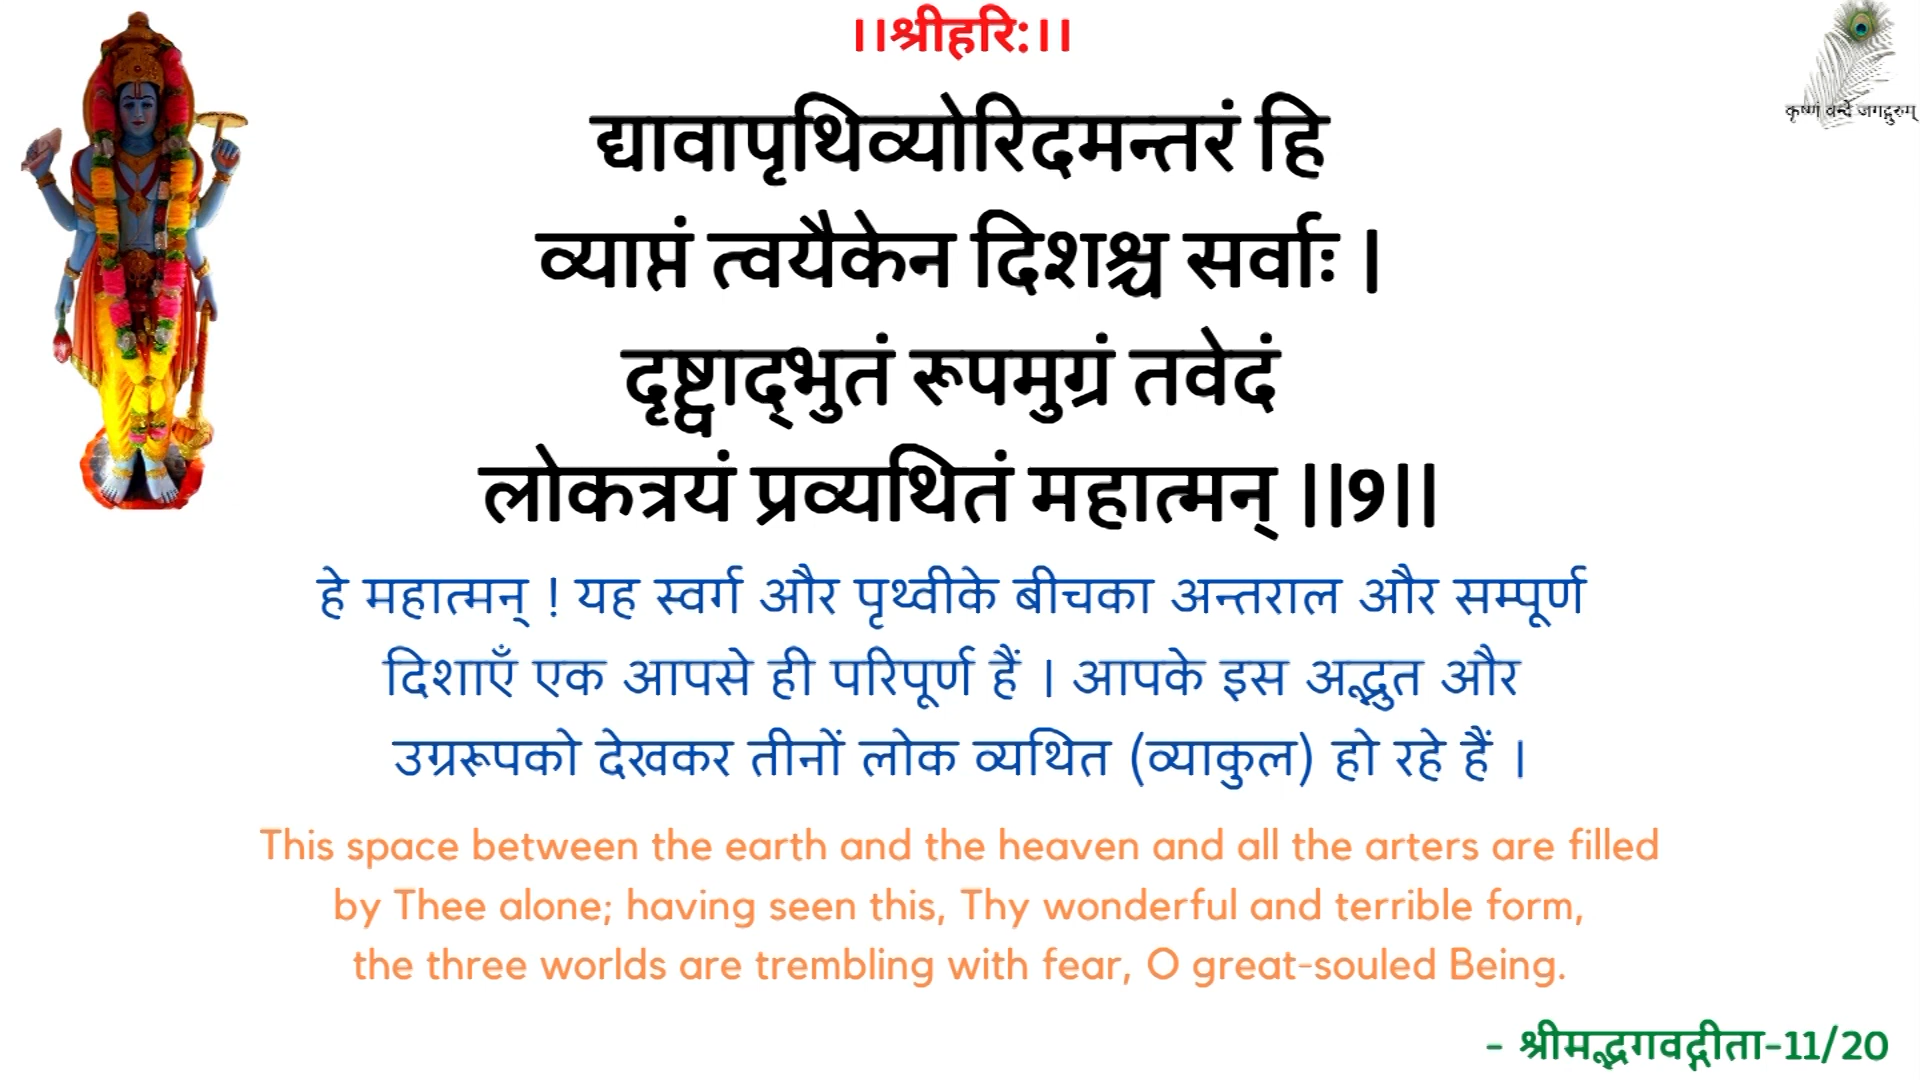 ।।श्रीहरि:।।
कृष्णं वन्दे जगद्गुरुम्
द्यावापृथिव्योरिदमन्तरं हि
व्याप्तं त्वयैकेन दिशश्च सर्वाः ।
दृष्ट्वाद्‌भुतं रूपमुग्रं तवेदं
लोकत्रयं प्रव्यथितं महात्मन् ||१||
हे महात्मन् ! यह स्वर्ग और पृथ्वीके बीचका अन्तराल और सम्पूर्ण
दिशाएँ एक आपसे ही परिपूर्ण हैं । आपके इस अद्भुत और
उग्ररूपको देखकर तीनों लोक व्यथित (व्याकुल) हो रहे हैं ।
This space between the earth and the heaven and all the arters are filled
by Thee alone; having seen this, Thy wonderful and terrible form,
the three worlds are trembling with fear, O great-souled Being.
- श्रीमद्भगवद्गीता-11/20